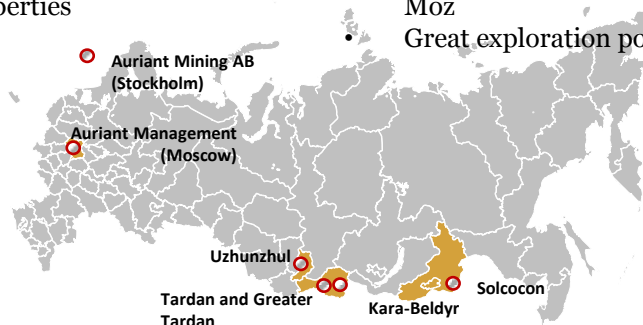 perties
Moz
• Great exploration po
Auriant Mining AB
(Stockholm)
Auriant Management
(Moscow)
Uzhunzhul
Tardan and Greater
Tardan
Kara-Beldyr
Solcocon